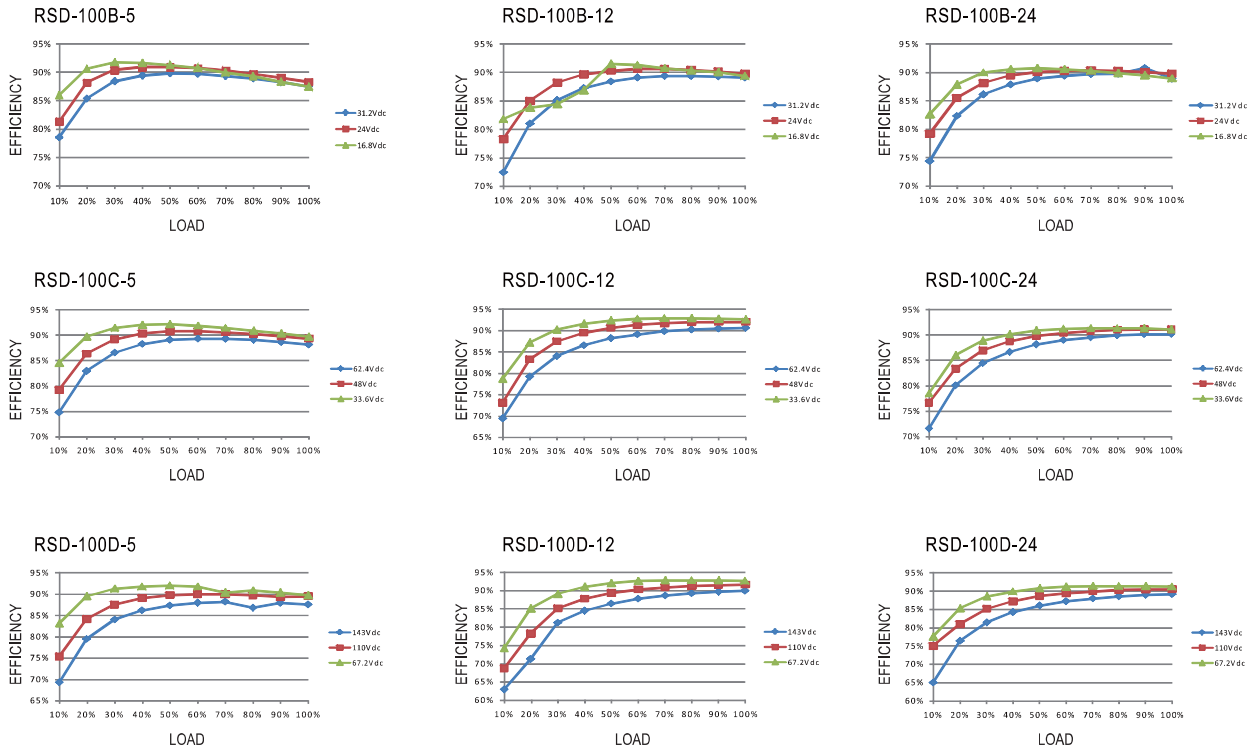 RSD-100B-5
95%
90%
85%
80%
75%
70%
EFFICIENCY
10% 20% 30% 40% 50% 60% 70% 80% 90% 100%
LOAD
31.2Vdc
24Vdc
16.8Vdc
RSD-100B-12
95%
90%
85%
80%
75%
70%
EFFICIENCY
10% 20% 30% 40% 50% 60% 70% 80% 90% 100%
LOAD
31.2Vdc
24Vdc
16.8Vdc
RSD-100B-24
95%
90%
85%
80%
75%
70%
EFFICIENCY
10% 20% 30% 40% 50% 60% 70% 80% 90% 100%
LOAD
31.2Vdc
24Vdc
16.8Vdc
RSD-100C-5
95%
90%
85%
80%
75%
70%
EFFICIENCY
10% 20% 30% 40% 50% 60% 70% 80% 90% 100%
LOAD
62.4Vdc
48Vdc
33.6Vdc
RSD-100C-12
95%
90%
85%
80%
75%
70%
65%
EFFICIENCY
10% 20% 30% 40% 50% 60% 70% 80% 90% 100%
LOAD
62.4Vdc
48Vdc
33.6Vdc
RSD-100C-24
95%
90%
85%
80%
75%
70%
EFFICIENCY
10% 20% 30% 40% 50% 60% 70% 80% 90% 100%
LOAD
62.4Vdc
48Vdc
33.6Vdc
RSD-100D-5
95%
90%
85%
80%
75%
70%
65%
EFFICIENCY
10% 20% 30% 40% 50% 60% 70% 80% 90% 100%
LOAD
143Vdc
110Vdc
67.2Vdc
RSD-100D-12
95%
90%
85%
80%
75%
70%
65%
60%
EFFICIENCY
10% 20% 30% 40% 50% 60% 70% 80% 90% 100%
LOAD
143Vdc
110Vdc
67.2Vdc
RSD-100D-24
95%
90%
85%
80%
75%
70%
65%
60%
EFFICIENCY
10% 20% 30% 40% 50% 60% 70% 80% 90% 100%
LOAD
143Vdc
110Vdc
67.2Vdc